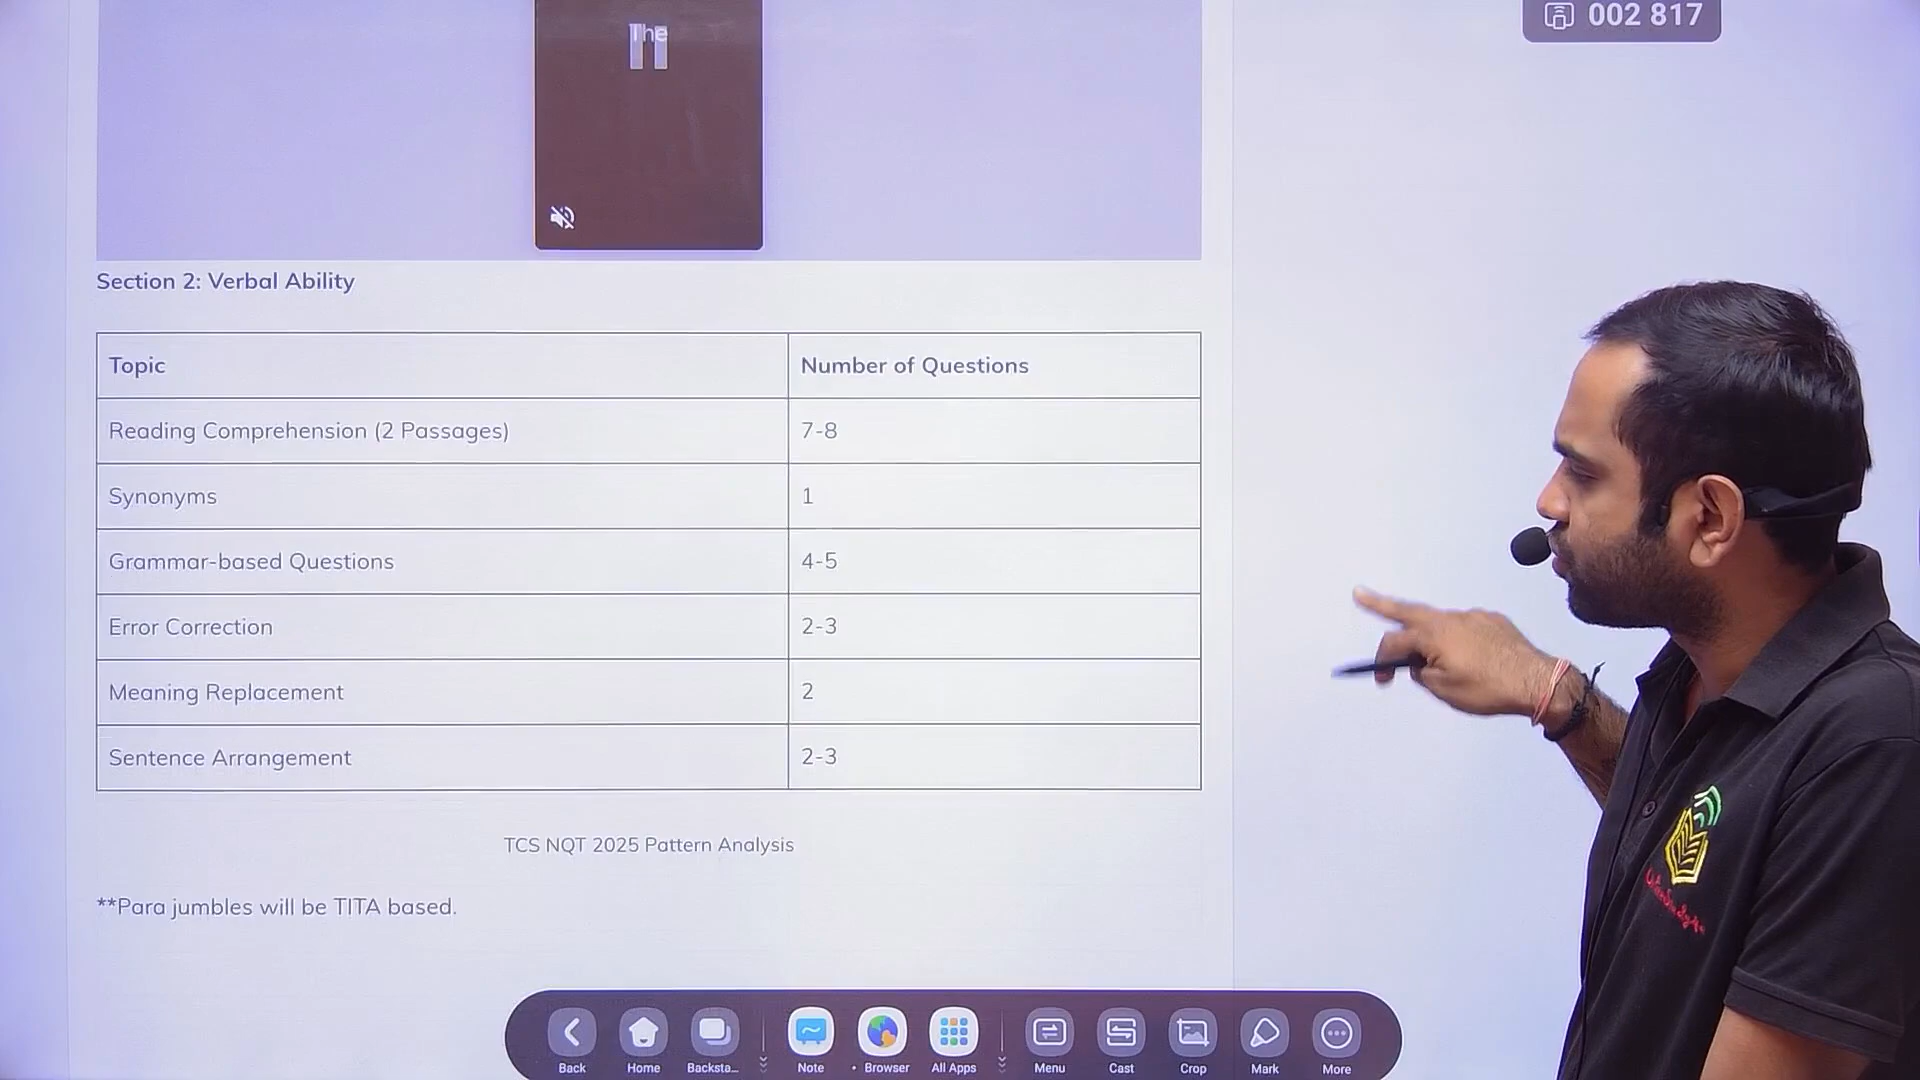 002 817
The
Section 2: Verbal Ability
Topic
Number of Questions
Reading Comprehension (2 Passages)
7-8
Synonyms
1
Grammar-based Questions
4-5
Error Correction
2-3
Meaning Replacement
2
Sentence Arrangement
2-3
TCS NQT 2025 Pattern Analysis
**Para jumbles will be TITA based.
Back
Home
Backsta...
Note
Browser
All Apps
Menu
Cast
Crop
Mark
More